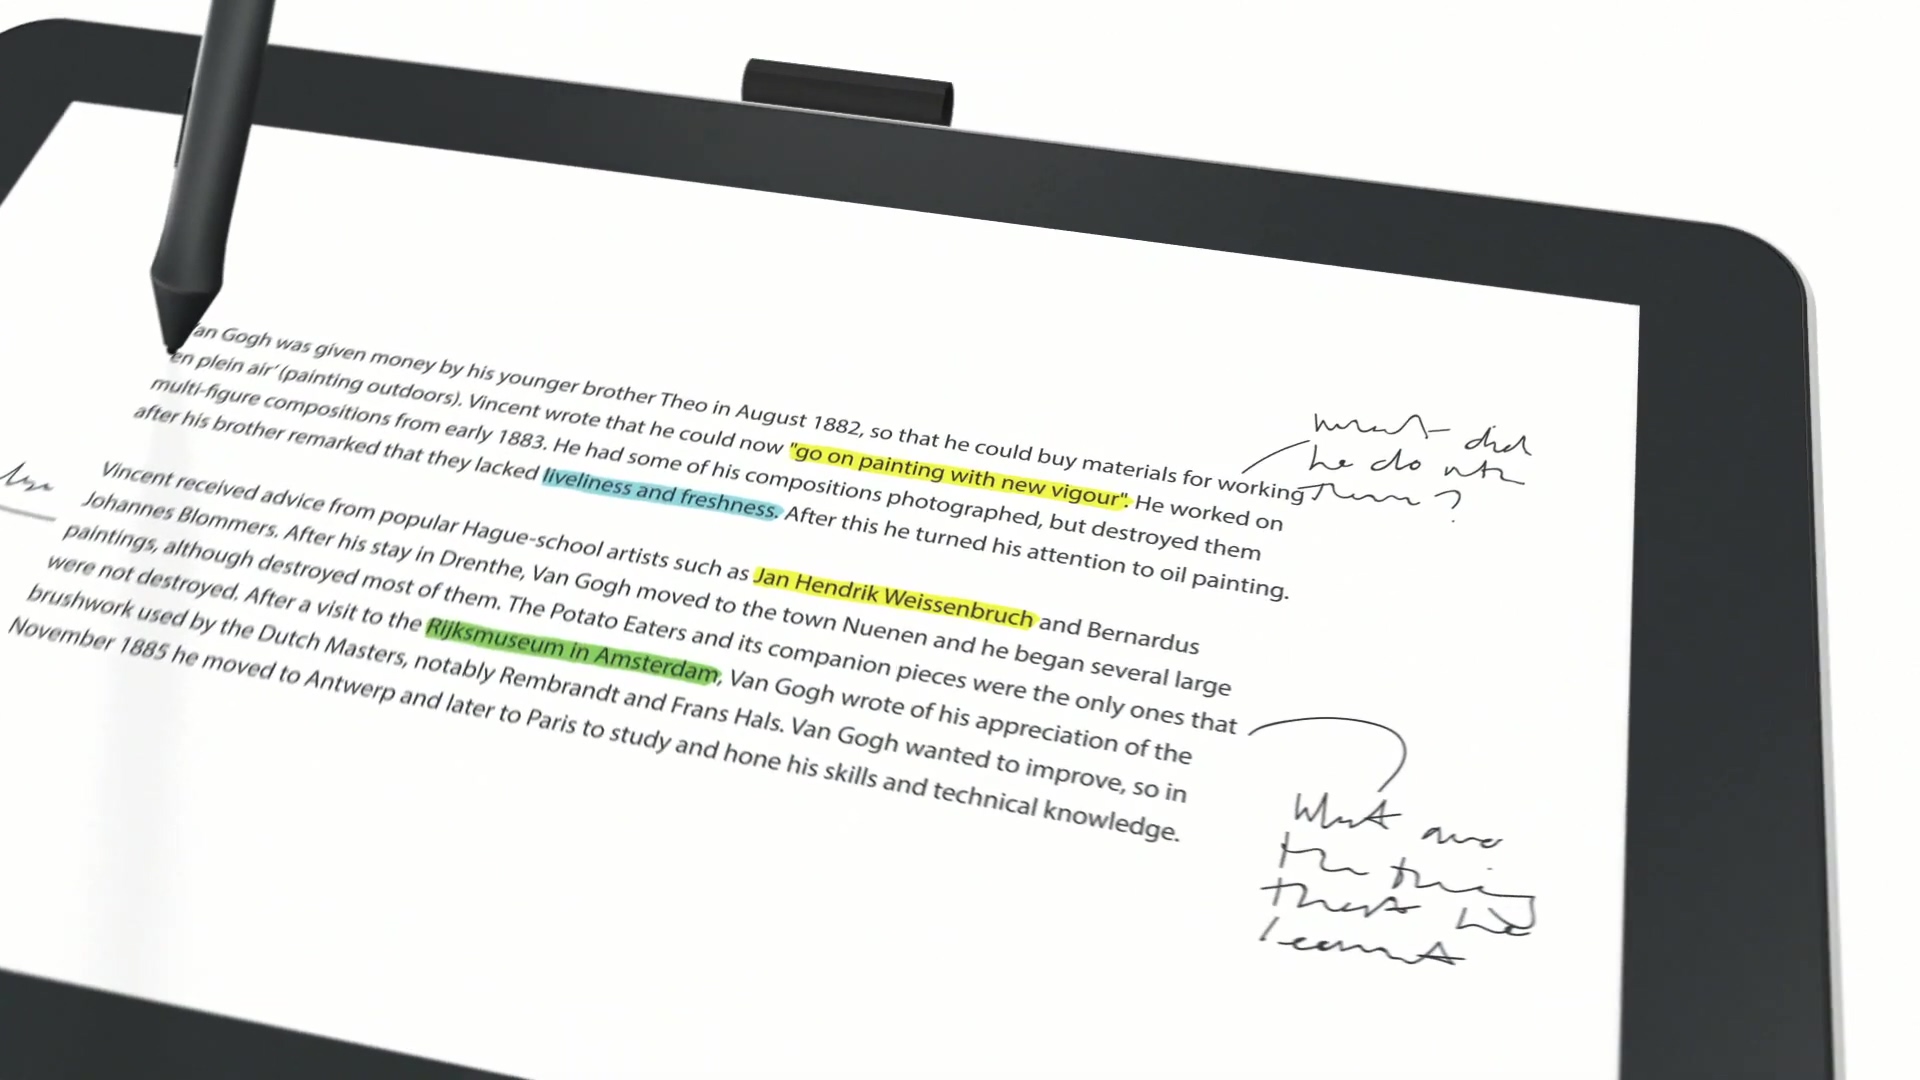 Van Gogh was given money by his younger brother Theo in August 1882, so that he could buy materials for working
en plein air' (painting outdoors). Vincent wrote that he could now "go on painting with new vigour". He worked on
multi-figure compositions from early 1883. He had some of his compositions photographed, but destroyed them
after his brother remarked that they lacked liveliness and freshness. After this he turned his attention to oil painting.
what did
he do with
them ?
Vincent received advice from popular Hague-school artists such as Jan Hendrik Weissenbruch and Bernardus
Johannes Blommers. After his stay in Drenthe, Van Gogh moved to the town Nuenen and he began several large
paintings, although destroyed most of them. The Potato Eaters and its companion pieces were the only ones that
were not destroyed. After a visit to the Rijksmuseum in Amsterdam, Van Gogh wrote of his appreciation of the
brushwork used by the Dutch Masters, notably Rembrandt and Frans Hals. Van Gogh wanted to improve, so in
November 1885 he moved to Antwerp and later to Paris to study and hone his skills and technical knowledge.
What are
the thing
that he
learnt